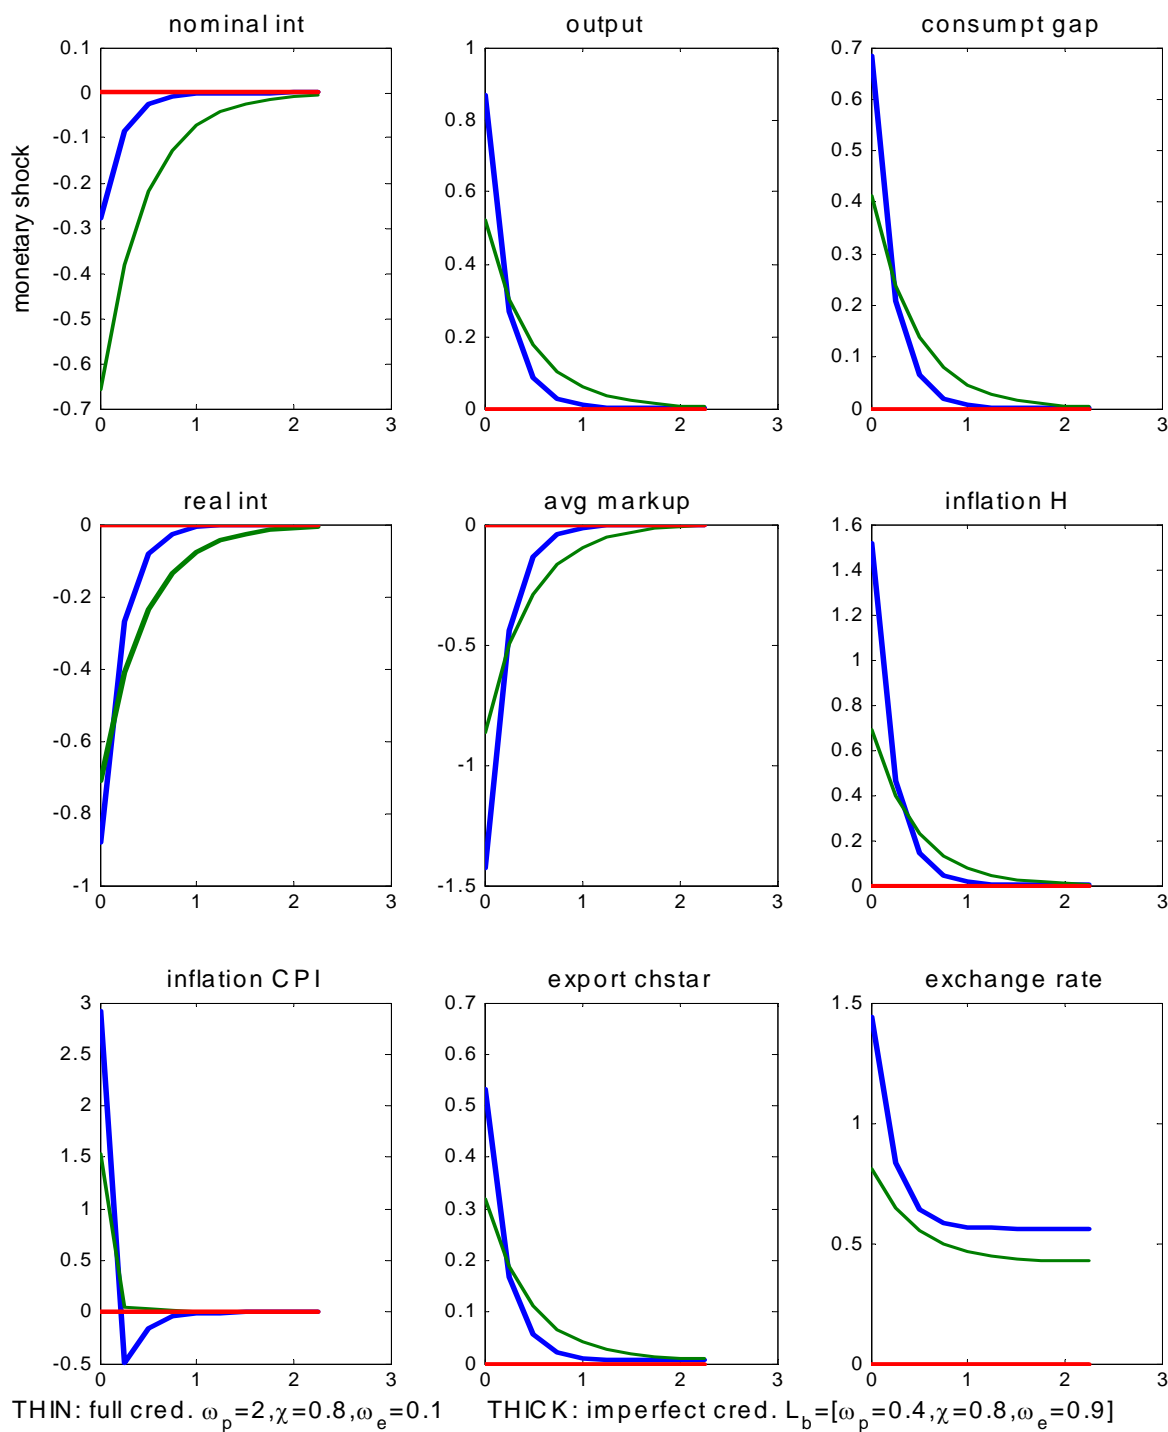 nominal int
output
consumpt gap
0.1
0
-0.1
-0.2
-0.3
-0.4
-0.5
-0.6
-0.7
0 1 2 3
monetary shock
1
0.8
0.6
0.4
0.2
0
0 1 2 3
0.7
0.6
0.5
0.4
0.3
0.2
0.1
0
0 1 2 3
real int
avg markup
inflation H
0
-0.2
-0.4
-0.6
-0.8
-1
0 1 2 3
0
-0.5
-1
-1.5
0 1 2 3
1.6
1.4
1.2
1
0.8
0.6
0.4
0.2
0
0 1 2 3
inflation CPI
export chstar
exchange rate
3
2.5
2
1.5
1
0.5
0
-0.5
0 1 2 3
0.7
0.6
0.5
0.4
0.3
0.2
0.1
0
0 1 2 3
1.5
1
0.5
0
0 1 2 3
THIN: full cred. ω_p=2,χ=0.8,ω_e=0.1
THICK: imperfect cred. L_b=[ω_p=0.4,χ=0.8,ω_e=0.9]